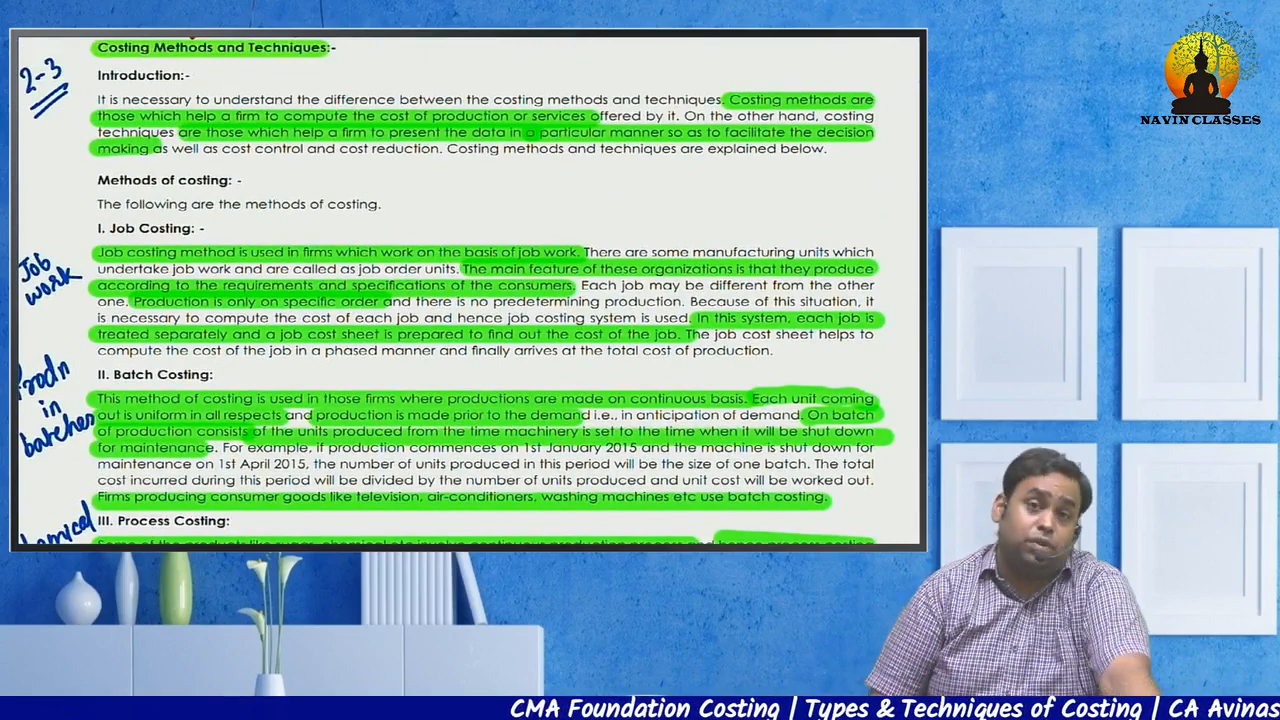 Costing Methods and Techniques:-
2-3
Introduction:-
It is necessary to understand the difference between the costing methods and techniques. Costing methods are
those which help a firm to compute the cost of production or services offered by it. On the other hand, costing
techniques are those which help a firm to present the data in a particular manner so as to facilitate the decision
making as well as cost control and cost reduction. Costing methods and techniques are explained below.
Methods of costing: -
The following are the methods of costing.
I. Job Costing: -
Job costing method is used in firms which work on the basis of job work. There are some manufacturing units which
undertake job work and are called as job order units. The main feature of these organizations is that they produce
according to the requirements and specifications of the consumers. Each job may be different from the other
one. Production is only on specific order and there is no predetermining production. Because of this situation, it
is necessary to compute the cost of each job and hence job costing system is used. In this system, each job is
treated separately and a job cost sheet is prepared to find out the cost of the job. The job cost sheet helps to
compute the cost of the job in a phased manner and finally arrives at the total cost of production.
Job
work
II. Batch Costing:
This method of costing is used in those firms where productions are made on continuous basis. Each unit coming
out is uniform in all respects and production is made prior to the demand i.e., in anticipation of demand. On batch
of production consists of the units produced from the time machinery is set to the time when it will be shut down
for maintenance. For example, if production commences on 1st January 2015 and the machine is shut down for
maintenance on 1st April 2015, the number of units produced in this period will be the size of one batch. The total
cost incurred during this period will be divided by the number of units produced and unit cost will be worked out.
Firms producing consumer goods like television, air-conditioners, washing machines etc use batch costing.
Prodn
in
batches
III. Process Costing:
NAVIN CLASSES
CMA Foundation Costing | Types & Techniques of Costing | CA Avinas